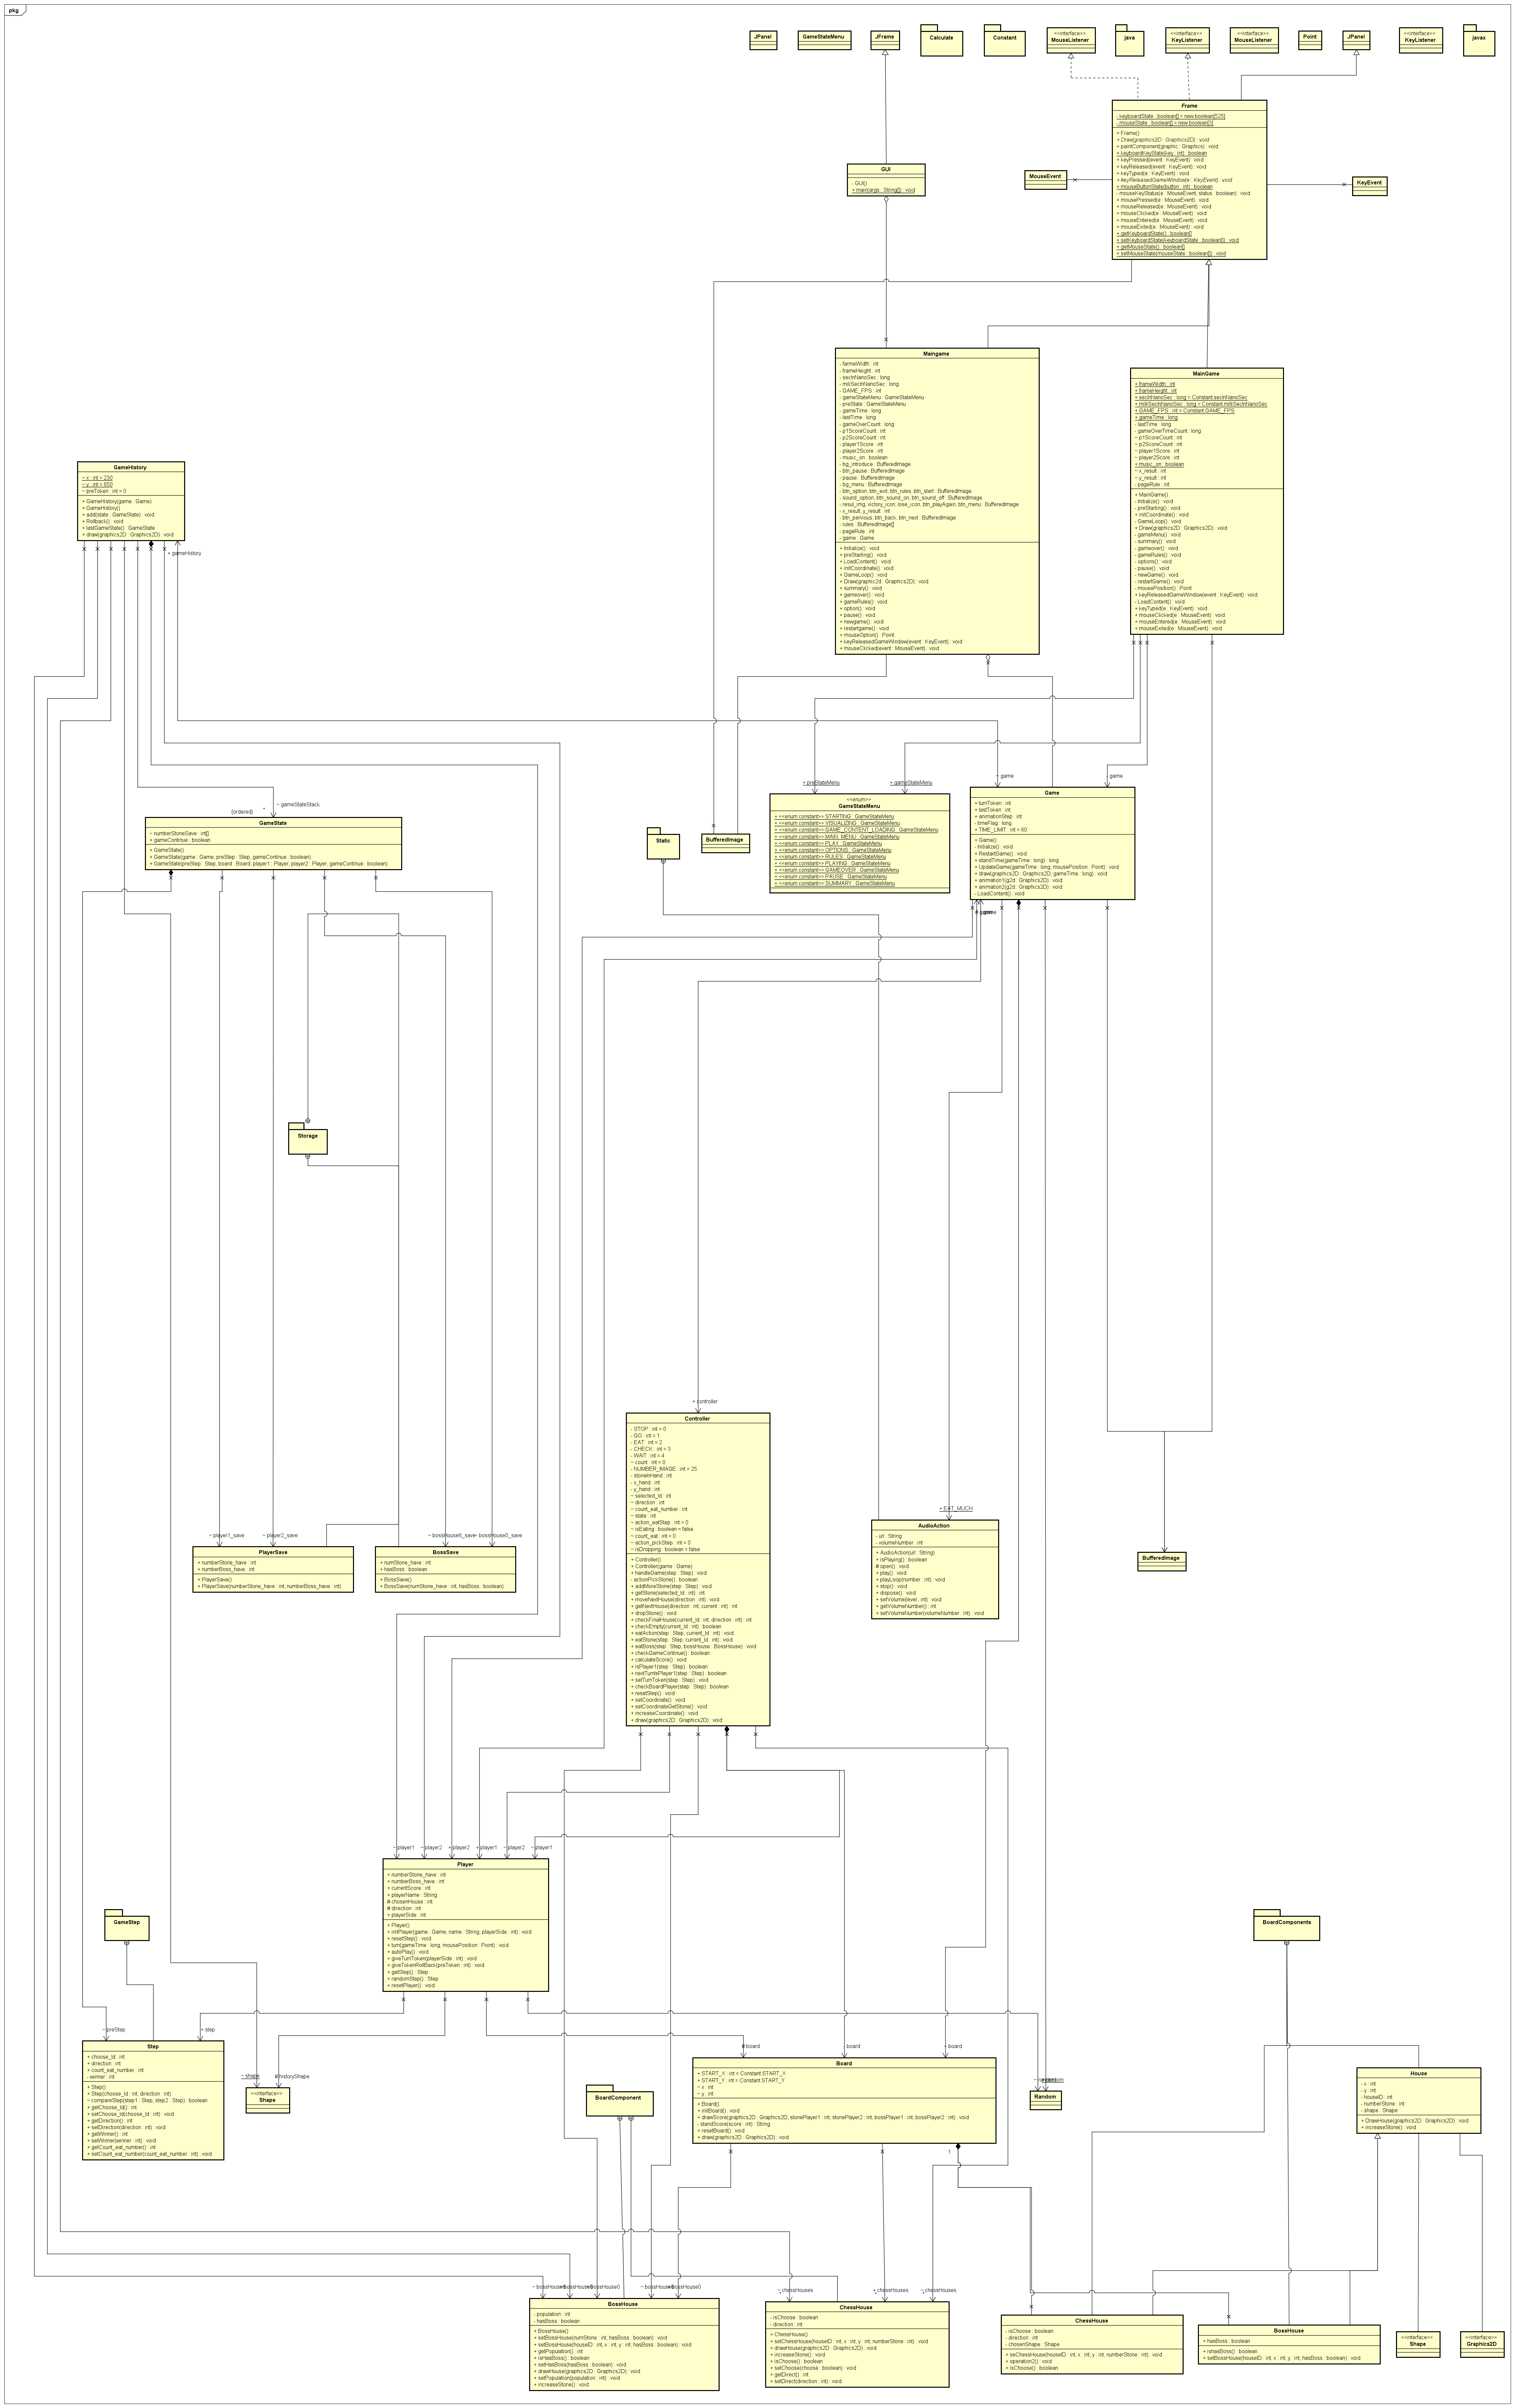 pkg
JPanel
GameStateMenu
JFrame
Calculate
Constant
<<interface>>
MouseListener
java
<<interface>>
KeyListener
<<interface>>
MouseListener
Point
JPanel
<<interface>>
KeyListener
javax
Frame
- keyboardState : boolean[] = new boolean[525]
- mouseState : boolean[] = new boolean[3]
+ Frame()
+ Draw(graphics2D : Graphics2D) : void
+ paintComponent(graphic : Graphics) : void
+ keyboardKeyState(key : int) : boolean
+ keyPressed(event : KeyEvent) : void
+ keyReleased(event : KeyEvent) : void
+ keyTyped(e : KeyEvent) : void
+ keyReleasedGameWindow(e : KeyEvent) : void
+ mouseButtonState(button : int) : boolean
- mouseKeyStatus(e : MouseEvent, status : boolean) : void
+ mousePressed(e : MouseEvent) : void
+ mouseReleased(e : MouseEvent) : void
+ mouseClicked(e : MouseEvent) : void
+ mouseEntered(e : MouseEvent) : void
+ mouseExited(e : MouseEvent) : void
+ getKeyboardState() : boolean[]
+ setKeyboardState(keyboardState : boolean[]) : void
+ getMouseState() : boolean[]
+ setMouseState(mouseState : boolean[]) : void
GUI
- GUI()
+ main(args : String[]) : void
MouseEvent
KeyEvent
Maingame
- farmeWidth : int
- frameHeight : int
- secInNanoSec : long
- miliSecInNanoSec : long
- GAME_FPS : int
- gameStateMenu : GameStateMenu
- preState : GameStateMenu
- gameTime : long
- lastTime : long
- gameOverCount : long
- p1ScoreCount : int
- p2ScoreCount : int
- player1Score : int
- player2Score : int
- music_on : boolean
- bg_introduce : BufferedImage
- btn_pause : BufferedImage
- pause : BufferedImage
- bg_menu : BufferedImage
- btn_option, btn_exit, btn_rules, btn_start : BufferedImage
- sound_option, btn_sound_on, btn_sound_off : BufferedImage
- resul_img, victory_icon, lose_icon, btn_playAgain, btn_menu : BufferedImage
- x_result, y_result : int
- btn_pervious, btn_back, btn_next : BufferedImage
- rules : BufferedImage[]
- pageRule : int
- game : Game
+ Initialize() : void
+ preStarting() : void
+ LoadContent() : void
+ initCoordinate() : void
+ GameLoop() : void
+ Draw(graphic2d : Graphics2D) : void
+ summary() : void
+ gameover() : void
+ gameRules() : void
+ option() : void
+ pause() : void
+ newgame() : void
+ restartgame() : void
+ mouseOption() : Point
+ keyReleasedGameWindow(event : KeyEvent) : void
+ mouseClicked(event : MouseEvent) : void
MainGame
+ frameWidth : int
+ frameHeight : int
+ secInNanoSec : long = Constant.secInNanoSec
+ miliSecInNanoSec : long = Constant.miliSecInNanoSec
+ GAME_FPS : int = Constant.GAME_FPS
+ gameTime : long
- lastTime : long
- gameOverTimeCount : long
~ p1ScoreCount : int
~ p2ScoreCount : int
~ player1Score : int
~ player2Score : int
+ music_on : boolean
~ x_result : int
~ y_result : int
- pageRule : int
+ MainGame()
- Initialize() : void
- preStarting() : void
+ initCoordinate() : void
- GameLoop() : void
+ Draw(graphics2D : Graphics2D) : void
- gameMenu() : void
- summary() : void
- gameover() : void
- gameRules() : void
- options() : void
- pause() : void
- newGame() : void
- restartGame() : void
- mousePosition() : Point
+ keyReleasedGameWindow(event : KeyEvent) : void
- LoadContent() : void
+ keyTyped(e : KeyEvent) : void
+ mouseClicked(e : MouseEvent) : void
+ mouseEntered(e : MouseEvent) : void
+ mouseExited(e : MouseEvent) : void
GameHistory
~ x : int = 230
~ y : int = 650
~ preToken : int = 0
+ GameHistory(game : Game)
+ GameHistory()
+ add(state : GameState) : void
+ Rollback() : void
+ lastGameState() : GameState
+ draw(graphics2D : Graphics2D) : void
+ gameHistory
+ preStateMenu
+ gameStateMenu
~ game
- game
<<enum>>
GameStateMenu
+ <<enum constant>> STARTING : GameStateMenu
+ <<enum constant>> VISUALIZING : GameStateMenu
+ <<enum constant>> GAME_CONTENT_LOADING : GameStateMenu
+ <<enum constant>> MAIN_MENU : GameStateMenu
+ <<enum constant>> PLAY : GameStateMenu
+ <<enum constant>> OPTIONS : GameStateMenu
+ <<enum constant>> RULES : GameStateMenu
+ <<enum constant>> PLAYING : GameStateMenu
+ <<enum constant>> GAMEOVER : GameStateMenu
+ <<enum constant>> PAUSE : GameStateMenu
+ <<enum constant>> SUMMARY : GameStateMenu
Game
+ turnToken : int
+ lastToken : int
+ animationStep : int
- timeFlag : long
+ TIME_LIMIT : int = 60
+ Game()
- Initialize() : void
+ RestartGame() : void
+ standTime(gameTime : long) : long
+ UpdateGame(gameTime : long, mousePosition : Point) : void
+ draw(graphics2D : Graphics2D, gameTime : long) : void
+ animation1(g2d : Graphics2D) : void
+ animation2(g2d : Graphics2D) : void
- LoadContent() : void
~ gameStateStack
*
{ordered}
GameState
~ numberStoneSave : int[]
+ gameContinue : boolean
+ GameState()
+ GameState(game : Game, preStep : Step, gameContinue : boolean)
+ GameState(preStep : Step, board : Board, player1 : Player, player2 : Player, gameContinue : boolean)
BufferedImage
Static
Storage
+ controller
Controller
- STOP : int = 0
- GO : int = 1
- EAT : int = 2
- CHECK : int = 3
- WAIT : int = 4
~ count : int = 0
- NUMBER_IMAGE : int = 25
- stoneInHand : int
- x_hand : int
- y_hand : int
~ selected_Id : int
~ direction : int
~ count_eat_number : int
~ state : int
~ action_eatStep : int = 0
~ isEating : boolean = false
~ count_eat : int = 0
~ action_pickStep : int = 0
~ isDropping : boolean = false
+ Controller()
+ Controller(game : Game)
+ handleGame(step : Step) : void
- actionPickStone() : boolean
+ addMoreStone(step : Step) : void
+ getStone(selected_Id : int) : int
+ moveNextHouse(direction : int) : void
+ getNextHouse(direction : int, current : int) : int
+ dropStone() : void
+ checkFinalHouse(current_Id : int, direction : int) : int
+ checkEmpty(current_Id : int) : boolean
+ eatAction(step : Step, current_Id : int) : void
+ eatStone(step : Step, current_Id : int) : void
+ eatBoss(step : Step, bossHouse : BossHouse) : void
+ checkGameContinue() : boolean
+ calculateScore() : void
+ isPlayer1(step : Step) : boolean
+ nextTurnIsPlayer1(step : Step) : boolean
+ setTurnToken(step : Step) : void
+ checkBoardPlayer(step : Step) : boolean
+ resetStep() : void
+ setCoordinate() : void
+ setCoordinateGetStone() : void
+ increaseCoordinate() : void
+ draw(graphics2D : Graphics2D) : void
+ EAT_MUCH
AudioAction
- url : String
- volumeNumber : int
+ AudioAction(url : String)
+ isPlaying() : boolean
# open() : void
+ play() : void
+ playLoop(number : int) : void
+ stop() : void
+ dispose() : void
+ setVolume(level : int) : void
+ getVolumeNumber() : int
+ setVolumeNumber(volumeNumber : int) : void
~ player1_save
~ player2_save
PlayerSave
+ numberStone_have : int
+ numberBoss_have : int
+ PlayerSave()
+ PlayerSave(numberStone_have : int, numberBoss_have : int)
BossSave
+ numStone_have : int
+ hasBoss : boolean
+ BossSave()
+ BossSave(numStone_have : int, hasBoss : boolean)
BufferedImage
~ player1
~ player2
+ player2
+ player1
~ player2
~ player1
Player
+ numberStone_have : int
+ numberBoss_have : int
+ currentScore : int
+ playerName : String
# chosenHouse : int
# direction : int
+ playerSide : int
+ Player()
+ initPlayer(game : Game, name : String, playerSide : int) : void
+ resetStep() : void
+ turn(gameTime : long, mousePosition : Point) : void
+ autoPlay() : void
+ giveTurnToken(playerSide : int) : void
+ giveTokenRollBack(preToken : int) : void
+ getStep() : Step
+ randomStep() : Step
+ resetPlayer() : void
GameStep
BoardComponents
~ preStep
+ step
Step
+ choose_Id : int
+ direction : int
+ count_eat_number : int
- winner : int
+ Step()
+ Step(choose_Id : int, direction : int)
~ compareStep(step1 : Step, step2 : Step) : boolean
+ getChoose_Id() : int
+ setChoose_Id(choose_Id : int) : void
+ getDirection() : int
+ setDirection(direction : int) : void
+ getWinner() : int
+ setWinner(winner : int) : void
+ getCount_eat_number() : int
+ setCount_eat_number(count_eat_number : int) : void
~ shape
# historyShape
<<interface>>
Shape
# board
board
board
Board
+ START_X : int = Constant.START_X
+ START_Y : int = Constant.START_Y
~ x : int
~ y : int
+ Board()
+ initBoard() : void
+ drawScore(graphics2D : Graphics2D, stonePlayer1 : int, stonePlayer2 : int, bossPlayer1 : int, bossPlayer2 : int) : void
- standScore(score : int) : String
+ resetBoard() : void
+ draw(graphics2D : Graphics2D) : void
1
Random
BoardComponent
House
- x : int
- y : int
- houseID : int
- numberStone : int
- shape : Shape
+ DrawHouse(graphics2D : Graphics2D) : void
+ increaseStone() : void
BossHouse
- population : int
- hasBoss : boolean
+ BossHouse()
+ setBossHouse(numStone : int, hasBoss : boolean) : void
+ setBossHouse(houseID : int, x : int, y : int, hasBoss : boolean) : void
+ getPopulation() : int
+ isHasBoss() : boolean
+ setHasBoss(hasBoss : boolean) : void
+ drawHouse(graphics2D : Graphics2D) : void
+ setPopulation(population : int) : void
+ increaseStone() : void
chessHouses
chessHouses
chessHouses
ChessHouse
- isChoose : boolean
- direction : int
+ ChessHouse()
+ setChessHouse(houseID : int, x : int, y : int, numberStone : int) : void
+ drawHouse(graphics2D : Graphics2D) : void
+ increaseStone() : void
+ isChoose() : boolean
+ setChoose(choose : boolean) : void
+ getDirect() : int
+ setDirect(direction : int) : void
ChessHouse
- isChoose : boolean
- direction : int
- chosenShape : Shape
+ seChessHouse(houseID : int, x : int, y : int, numberStone : int) : void
+ operation2() : void
+ isChoose() : boolean
BossHouse
+ hasBoss : boolean
+ ishasBoss() : boolean
+ setBossHouse(houseID : int, x : int, y : int, hasBoss : boolean) : void
<<interface>>
Shape
<<interface>>
Graphics2D